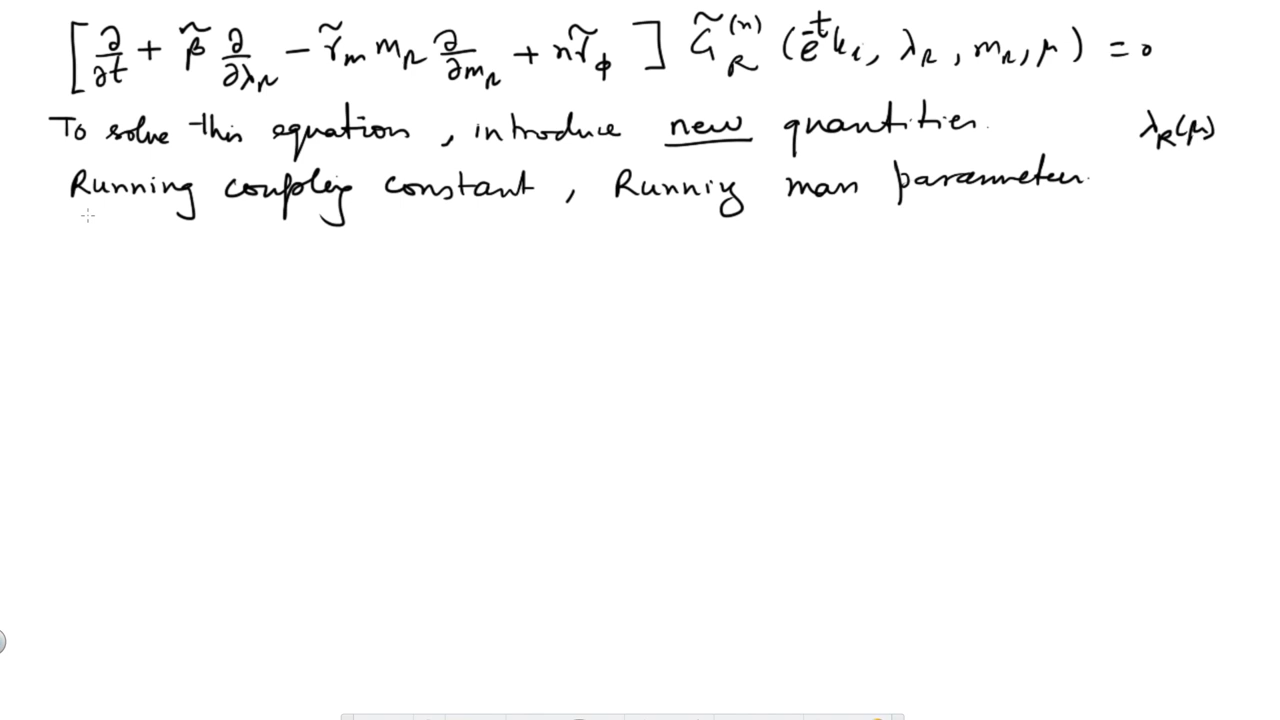 [∂/∂t + β̃ ∂/∂λ_R − γ̃_m m_R ∂/∂m_R + n γ̃_φ] G̃_R^(n) (e^-t k_i, λ_R, m_R, μ) = 0
To solve this equation, introduce new quantities. λ_R(μ)
Running coupling constant, Running mass parameter.